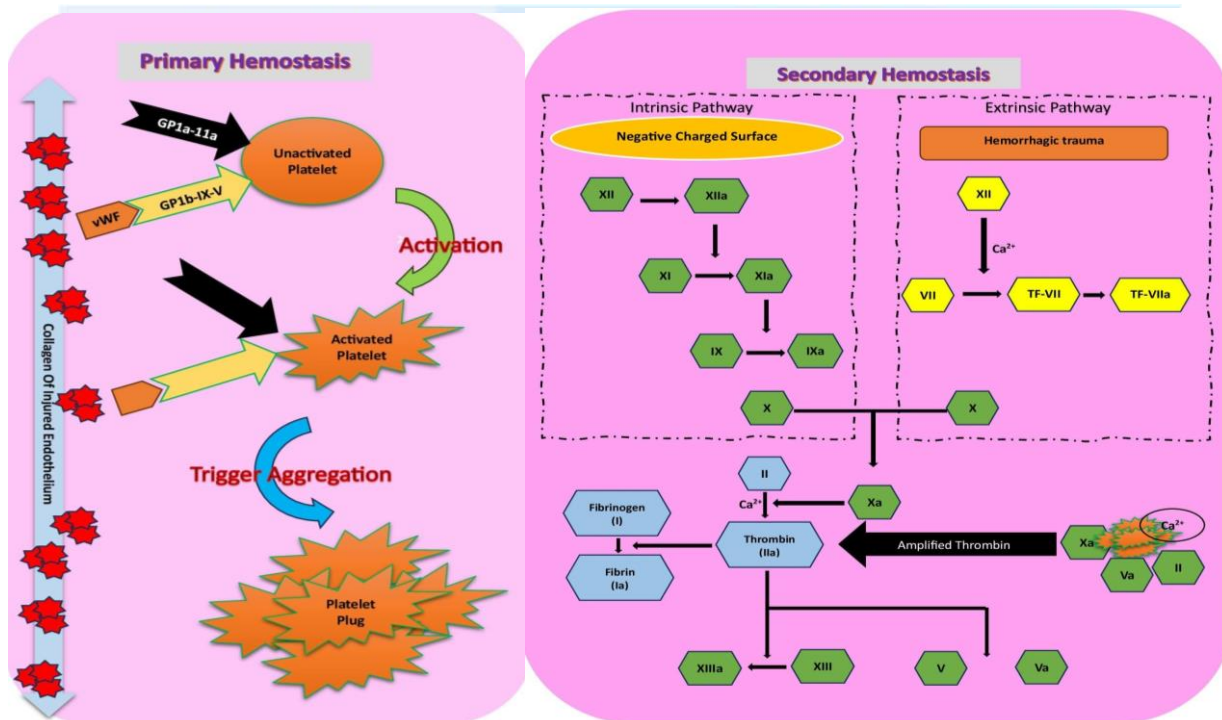 Primary Hemostasis
GP1a-11a
Unactivated
Platelet
vWF
GP1b-IX-V
Activation
Activated
Platelet
Collagen Of Injured Endothelium
Trigger Aggregation
Platelet
Plug
Secondary Hemostasis
Intrinsic Pathway
Negative Charged Surface
XII
XIIa
XI
XIa
IX
IXa
X
Extrinsic Pathway
Hemorrhagic trauma
XII
Ca²⁺
VII
TF-VII
TF-VIIa
X
II
Ca²⁺
Xa
Fibrinogen
(I)
Thrombin
(IIa)
Fibrin
(Ia)
Amplified Thrombin
Xa
Ca²⁺
Va
II
XIIIa
XIII
V
Va